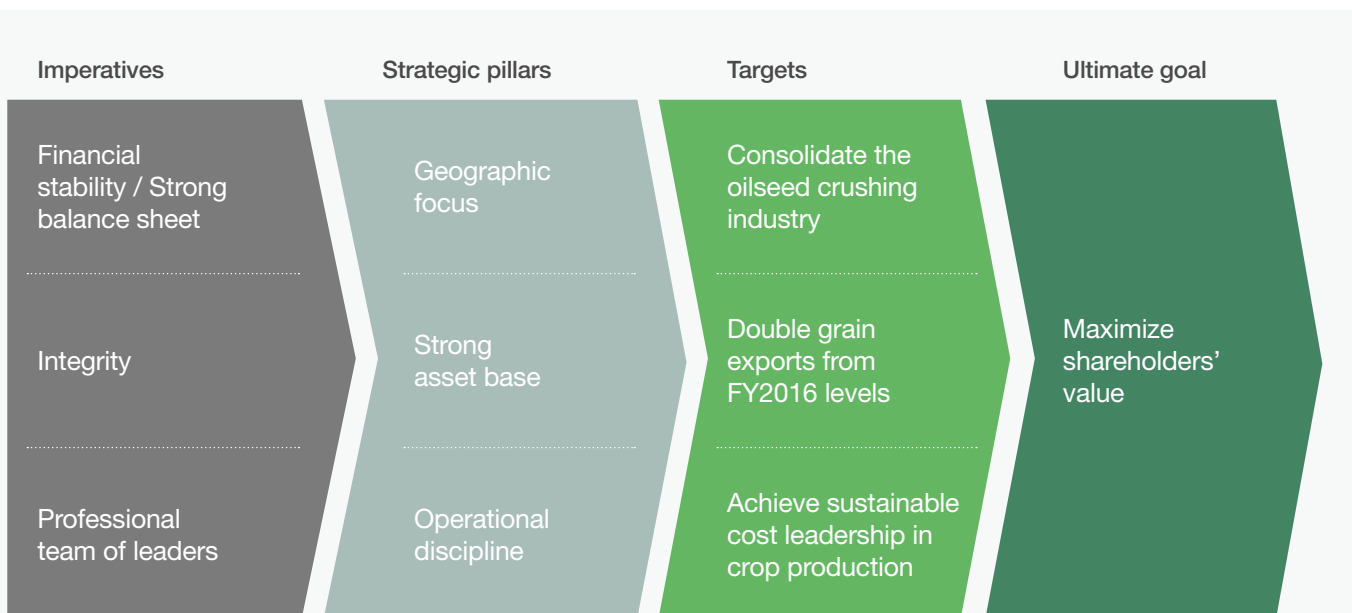 Imperatives
Financial
stability / Strong
balance sheet
Integrity
Professional
team of leaders
Strategic pillars
Geographic
focus
Strong
asset base
Operational
discipline
Targets
Consolidate the
oilseed crushing
industry
Double grain
exports from
FY2016 levels
Achieve sustainable
cost leadership in
crop production
Ultimate goal
Maximize
shareholders’
value